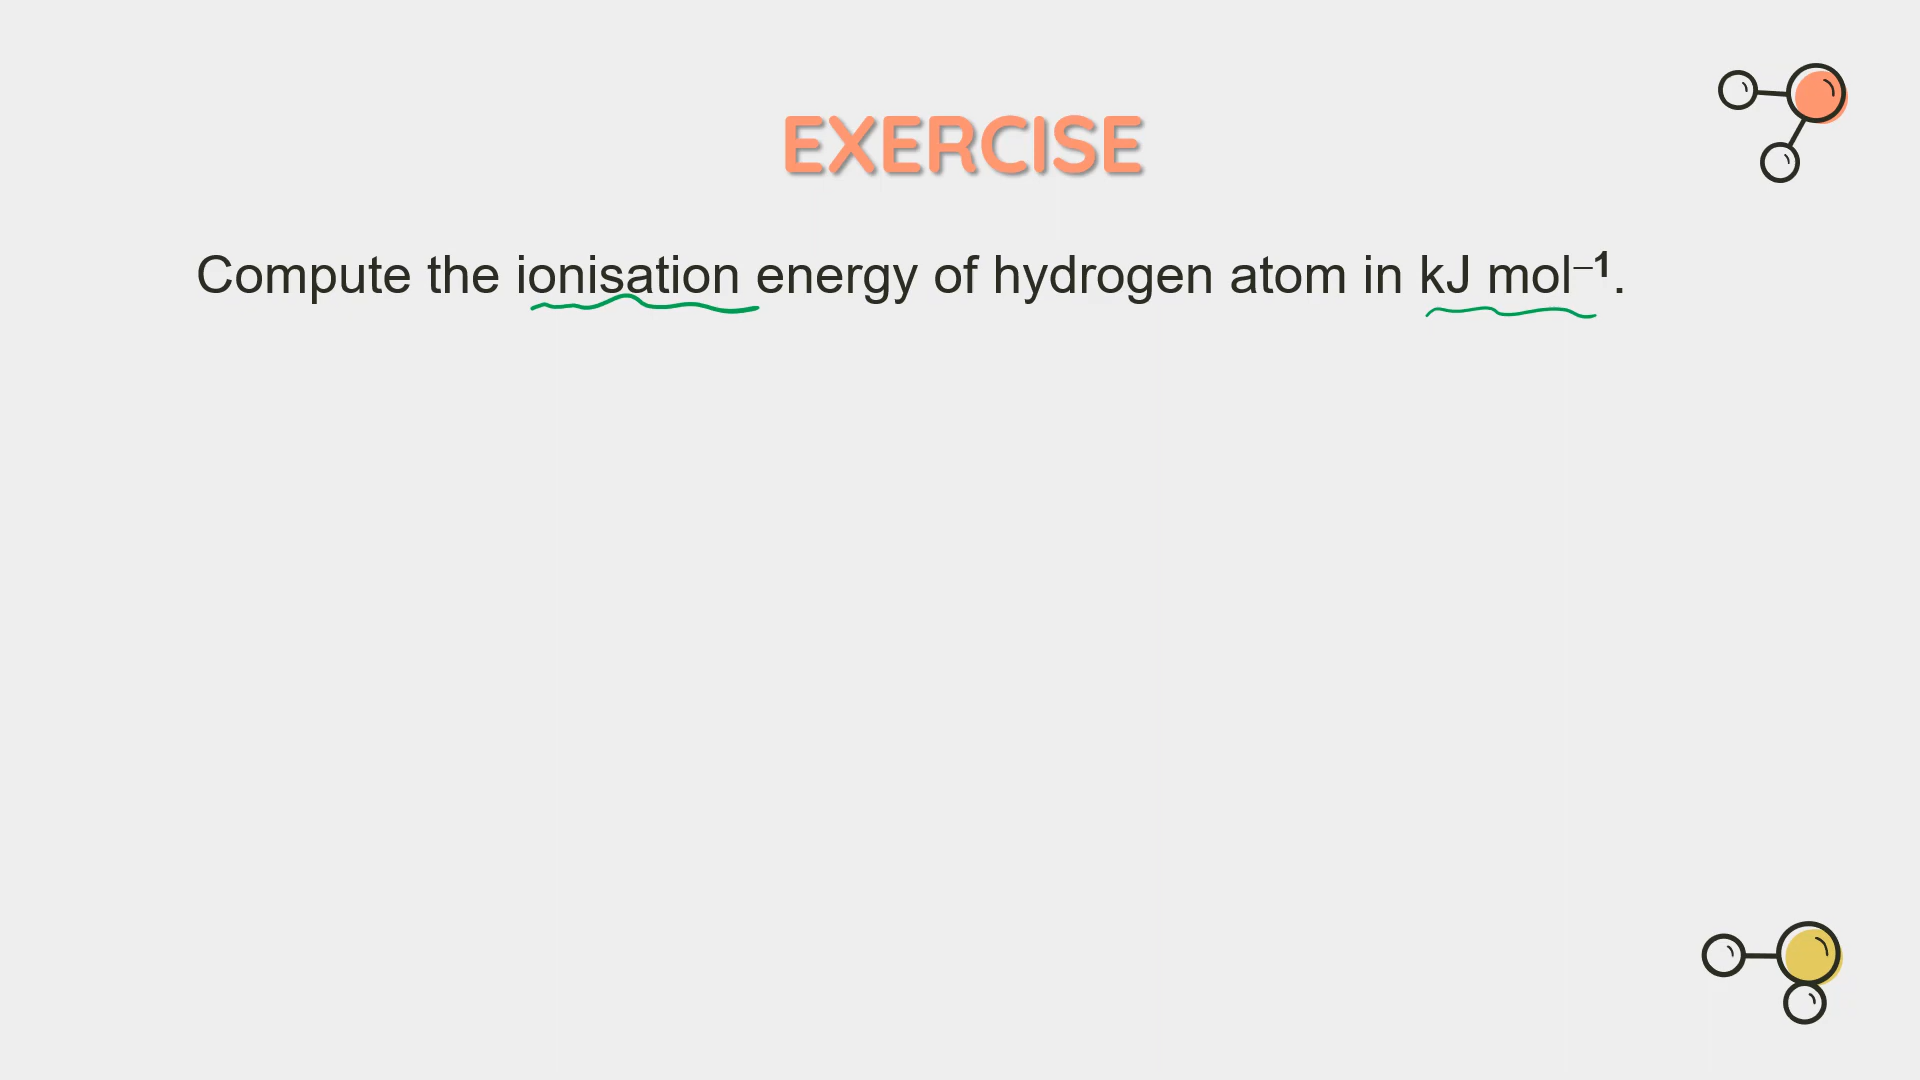 EXERCISE
Compute the ionisation energy of hydrogen atom in kJ mol⁻¹.